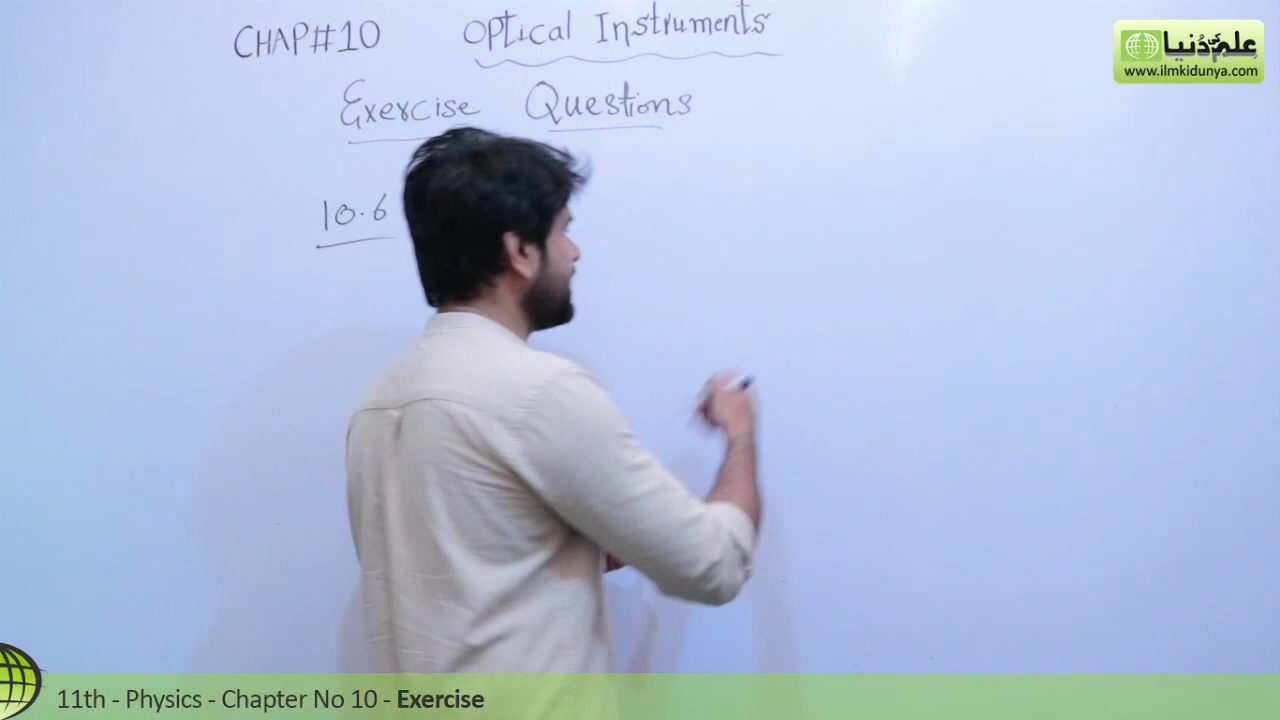 CHAP#10 Optical Instruments
Exercise Questions
10.6
علم کی دُنیا
www.ilmkidunya.com
11th - Physics - Chapter No 10 - Exercise